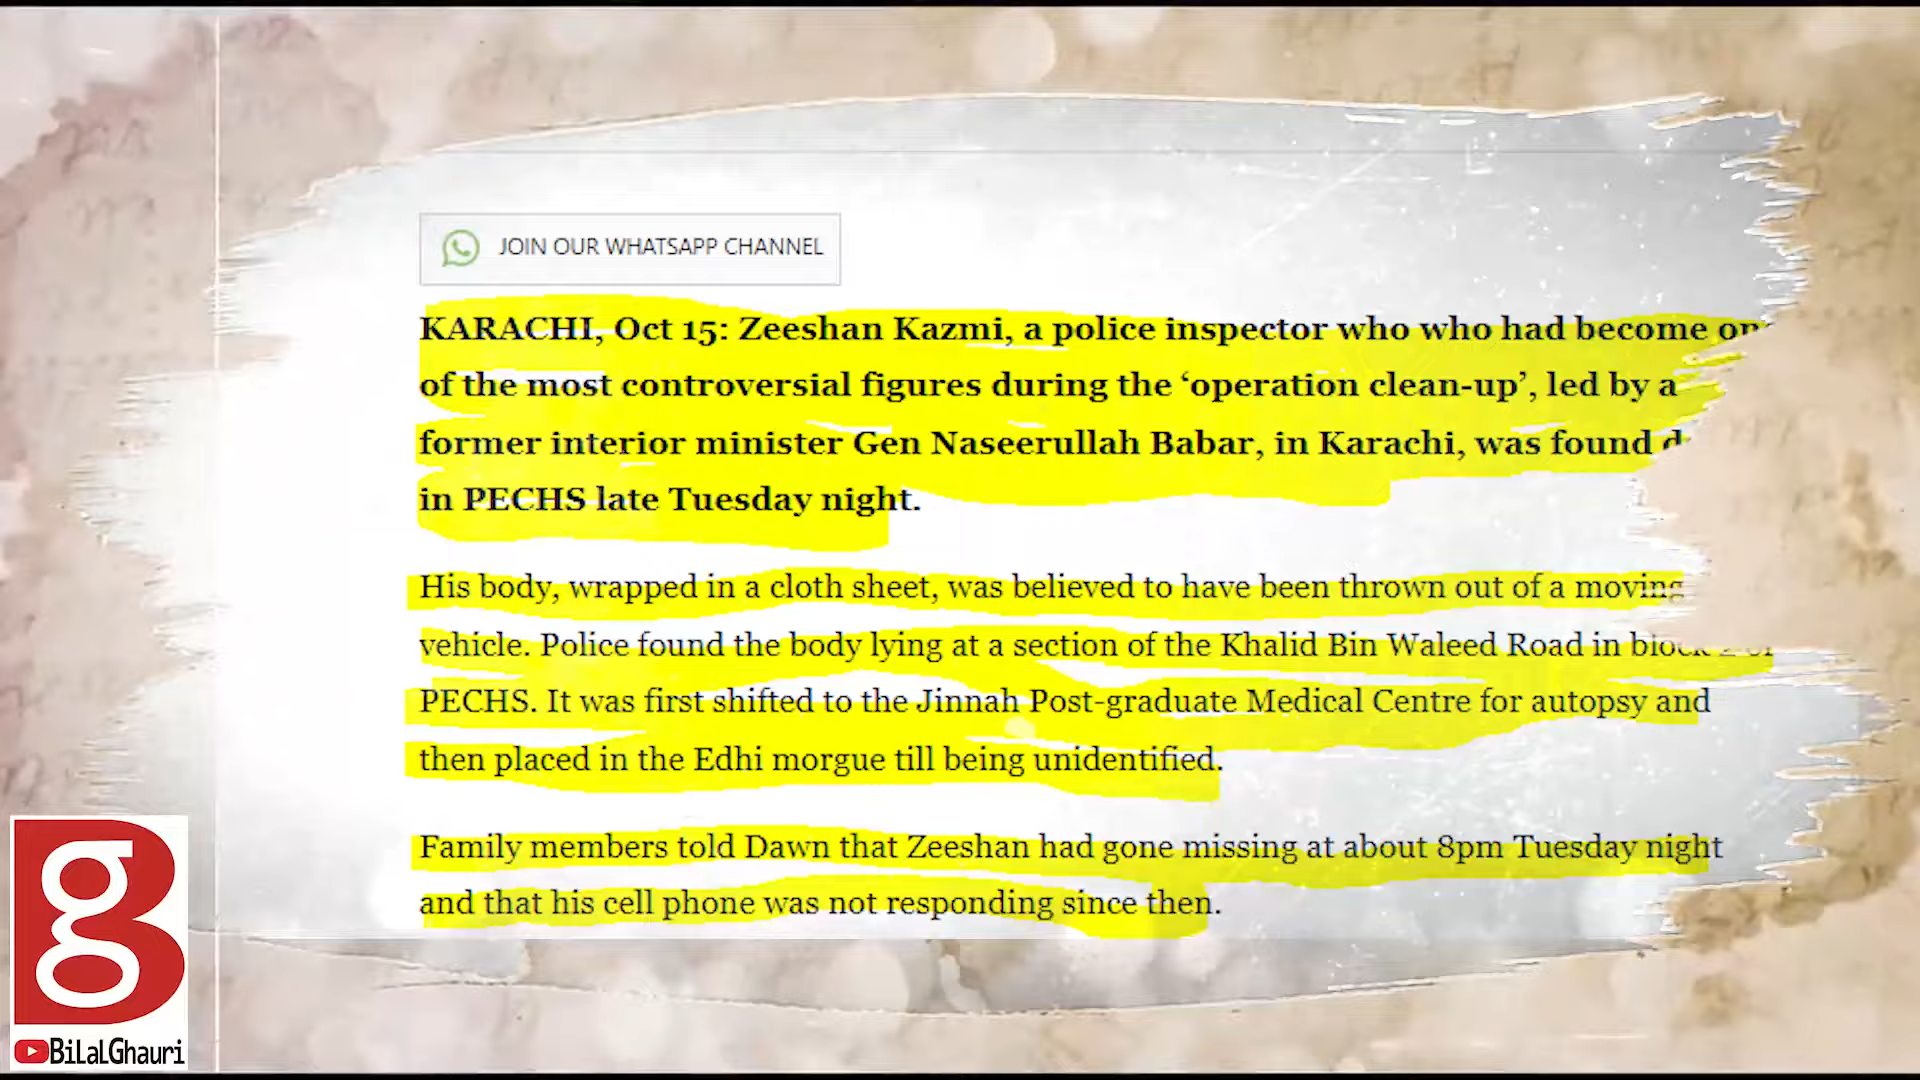 JOIN OUR WHATSAPP CHANNEL
KARACHI, Oct 15: Zeeshan Kazmi, a police inspector who who had become
of the most controversial figures during the ‘operation clean-up’, led by a
former interior minister Gen Naseerullah Babar, in Karachi, was found
in PECHS late Tuesday night.
His body, wrapped in a cloth sheet, was believed to have been thrown out of a moving
vehicle. Police found the body lying at a section of the Khalid Bin Waleed Road in block
PECHS. It was first shifted to the Jinnah Post-graduate Medical Centre for autopsy and
then placed in the Edhi morgue till being unidentified.
Family members told Dawn that Zeeshan had gone missing at about 8pm Tuesday night
and that his cell phone was not responding since then.
Bg
BiLalGhauri